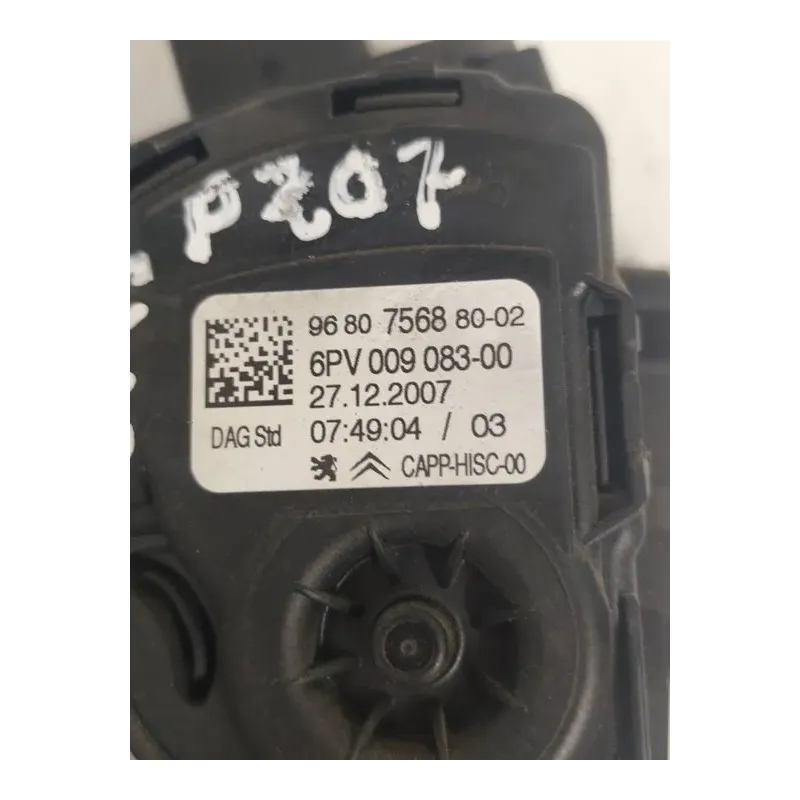 PZ07
96 80 7568 80-02
6PV 009 083-00
27.12.2007
DAG Std 07:49:04 / 03
CAPP-HISC-00